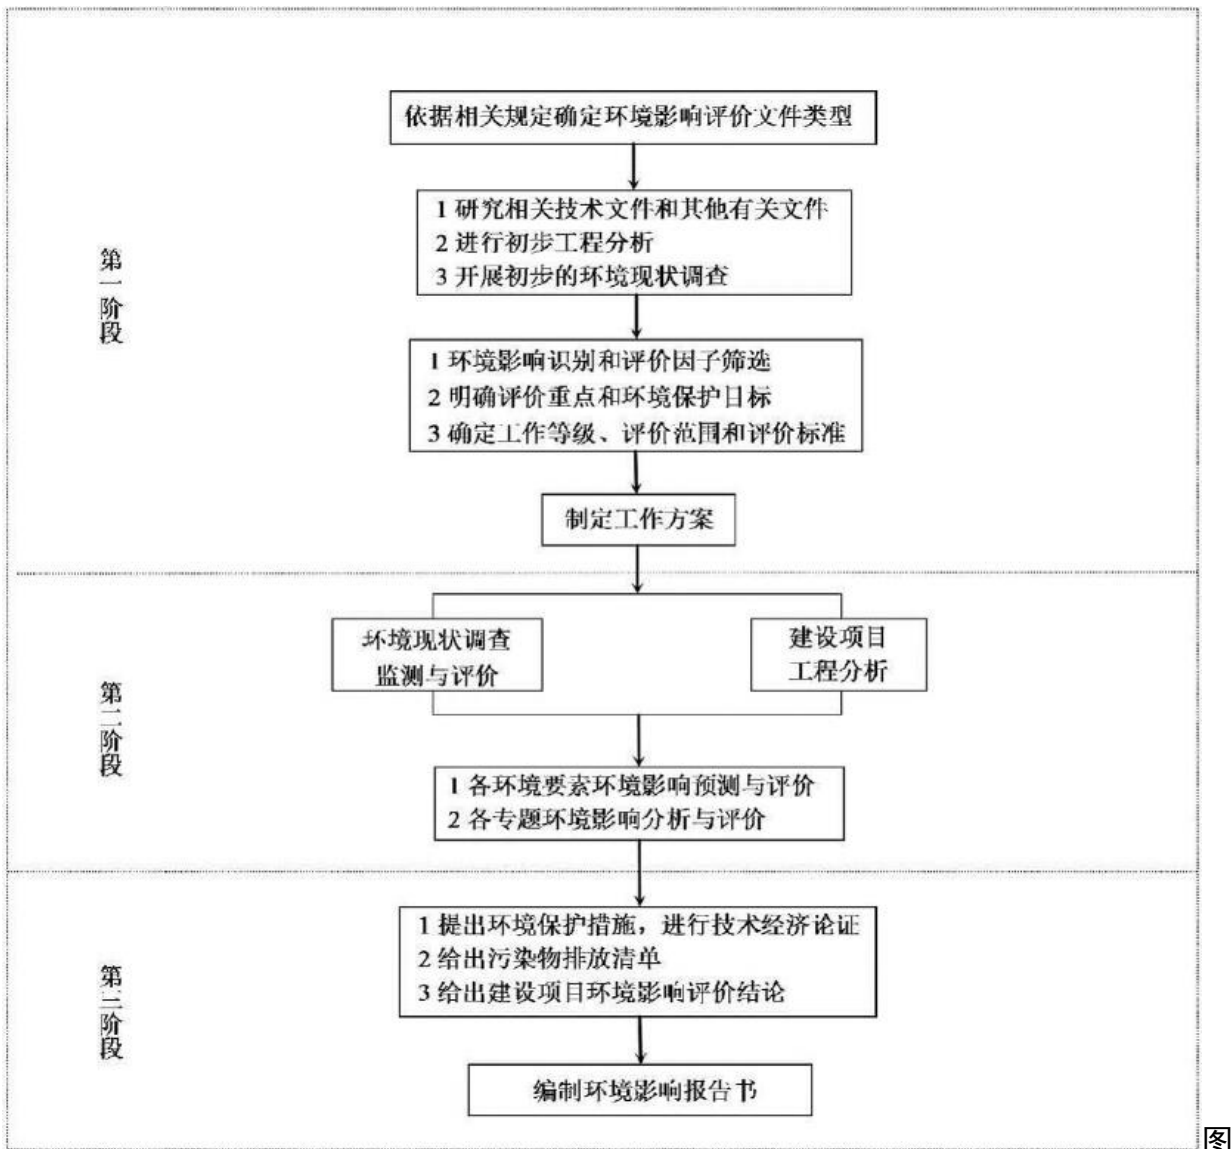 依据相关规定确定环境影响评价文件类型
1 研究相关技术文件和其他有关文件
2 进行初步工程分析
3 开展初步的环境现状调查
第一阶段
1 环境影响识别和评价因子筛选
2 明确评价重点和环境保护目标
3 确定工作等级、评价范围和评价标准
制定工作方案
环境现状调查
监测与评价
建设项目
工程分析
第二阶段
1 各环境要素环境影响预测与评价
2 各专题环境影响分析与评价
1 提出环境保护措施，进行技术经济论证
2 给出污染物排放清单
3 给出建设项目环境影响评价结论
第三阶段
编制环境影响报告书
图